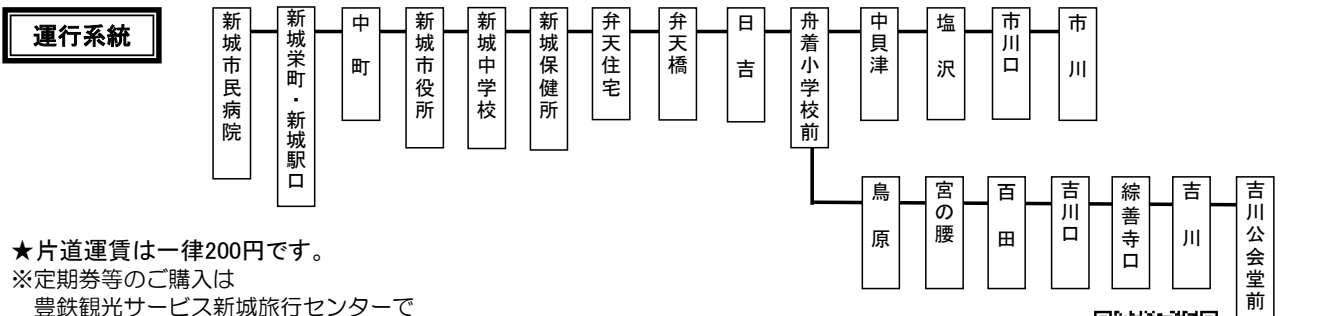 運行系統
新城市民病院
新城栄町・新城駅口
中町
新城市役所
新城中学校
新城保健所
弁天住宅
弁天橋
日吉
舟着小学校前
中貝津
塩沢
市川口
市川
鳥原
宮の腰
百田
吉川口
綜善寺口
吉川
吉川公会堂前
★片道運賃は一律200円です。
※定期券等のご購入は
豊鉄観光サービス新城旅行センターで